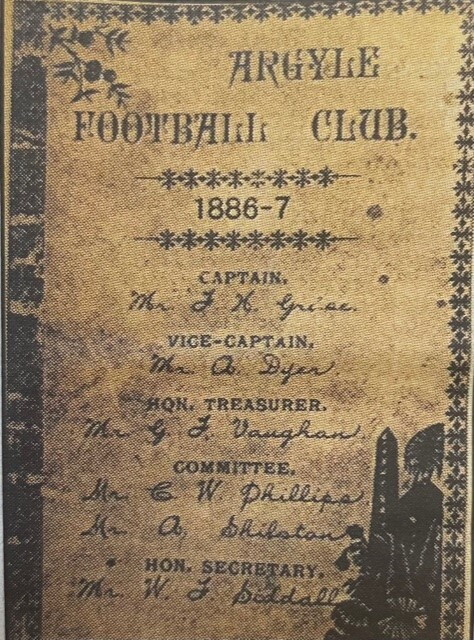 ARGYLE
FOOTBALL CLUB.
1886-7
CAPTAIN,
Mr. F. H. Grose.
VICE-CAPTAIN,
Mr. A. Dyer.
HON. TREASURER.
Mr. G. F. Vaughan.
COMMITTEE,
Mr. C. W. Phillips
Mr. A. Shilston
HON. SECRETARY,
Mr. W. F. Siddall